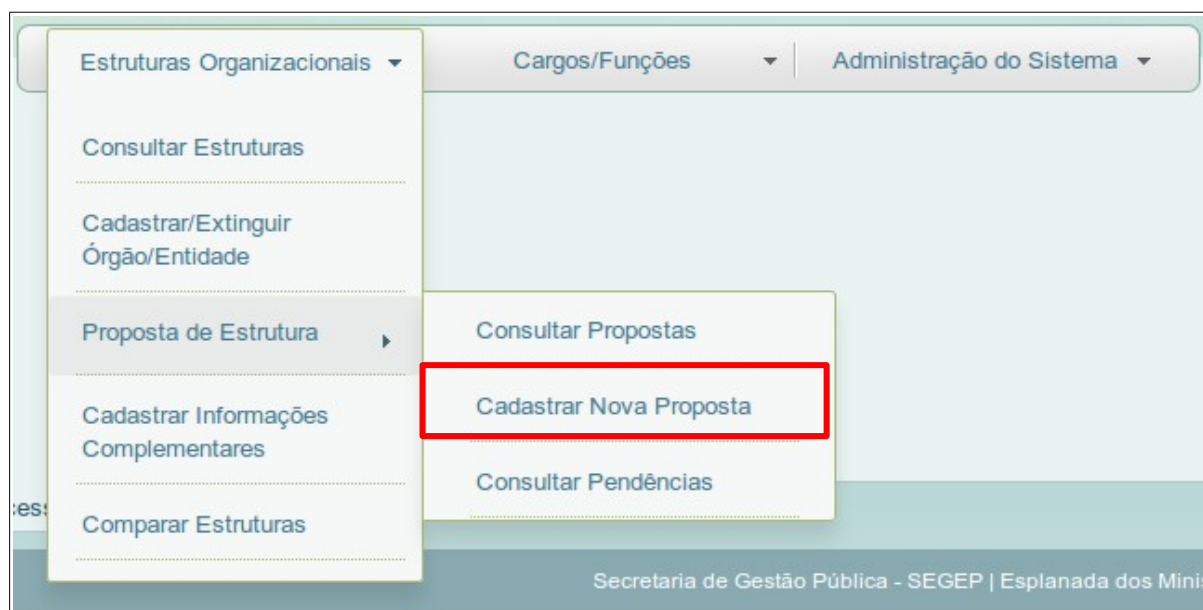 Estruturas Organizacionais
Cargos/Funções
Administração do Sistema
Consultar Estruturas
Cadastrar/Extinguir
Órgão/Entidade
Proposta de Estrutura
Consultar Propostas
Cadastrar Nova Proposta
Consultar Pendências
Cadastrar Informações
Complementares
Comparar Estruturas
Secretaria de Gestão Pública - SEGEP | Esplanada dos